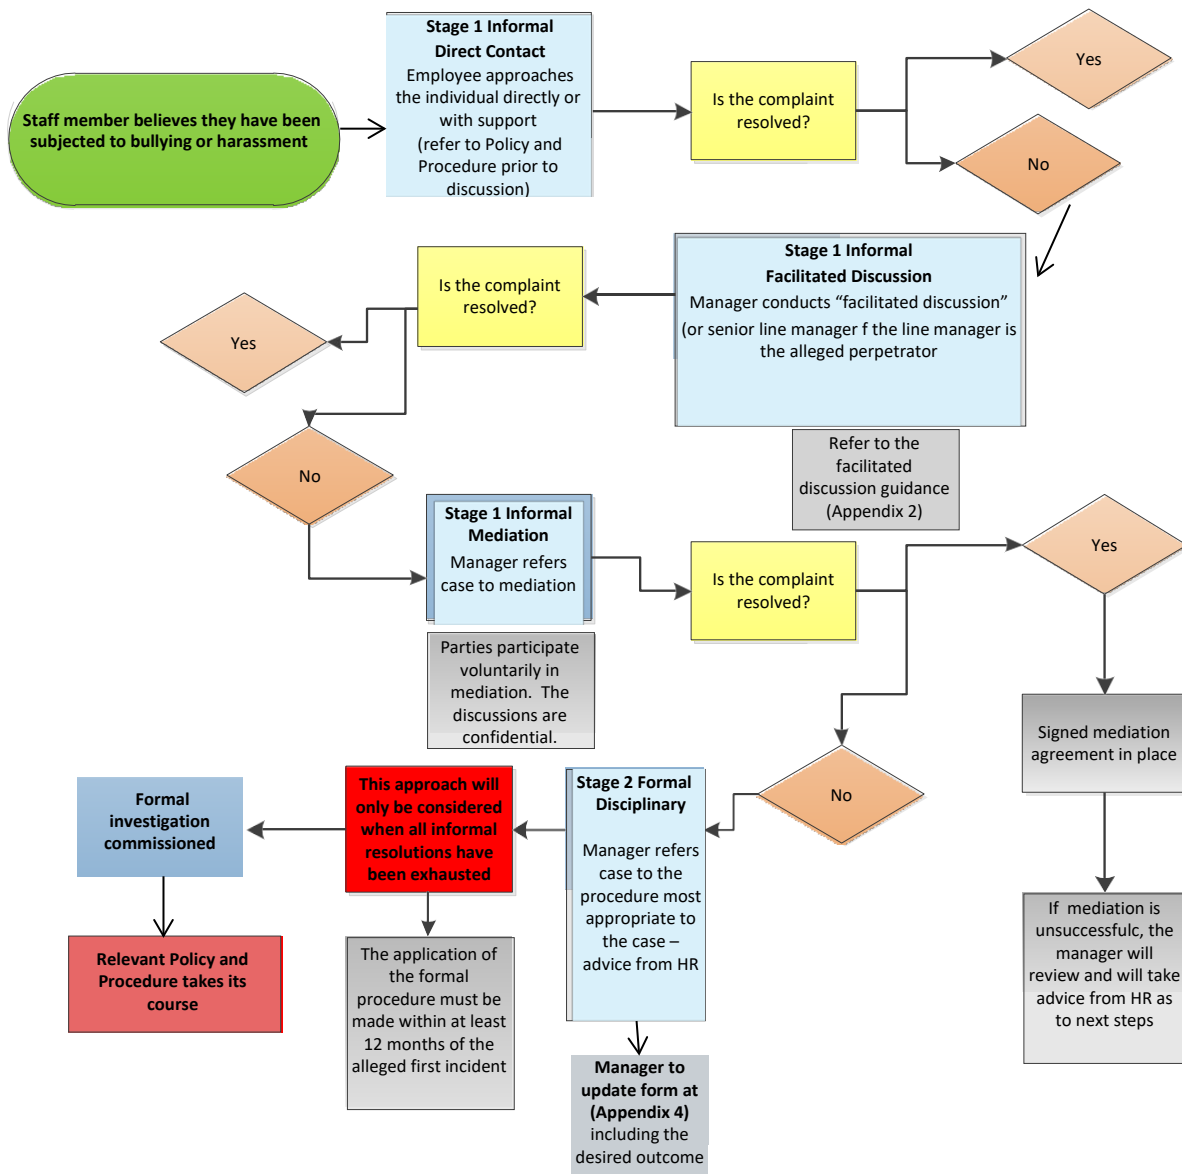 Staff member believes they have been
subjected to bullying or harassment
Stage 1 Informal
Direct Contact
Employee approaches
the individual directly or
with support
(refer to Policy and
Procedure prior to
discussion)
Is the complaint
resolved?
Yes
No
Stage 1 Informal
Facilitated Discussion
Manager conducts “facilitated discussion”
(or senior line manager f the line manager is
the alleged perpetrator
Refer to the
facilitated
discussion guidance
(Appendix 2)
Is the complaint
resolved?
Yes
No
Stage 1 Informal
Mediation
Manager refers
case to mediation
Parties participate
voluntarily in
mediation. The
discussions are
confidential.
Is the complaint
resolved?
Yes
Signed mediation
agreement in place
If mediation is
unsuccessfulc, the
manager will
review and will take
advice from HR as
to next steps
No
Stage 2 Formal
Disciplinary
Manager refers
case to the
procedure most
appropriate to
the case –
advice from HR
Manager to
update form at
(Appendix 4)
including the
desired outcome
This approach will
only be considered
when all informal
resolutions have
been exhausted
The application of
the formal
procedure must be
made within at least
12 months of the
alleged first incident
Formal
investigation
commissioned
Relevant Policy and
Procedure takes its
course